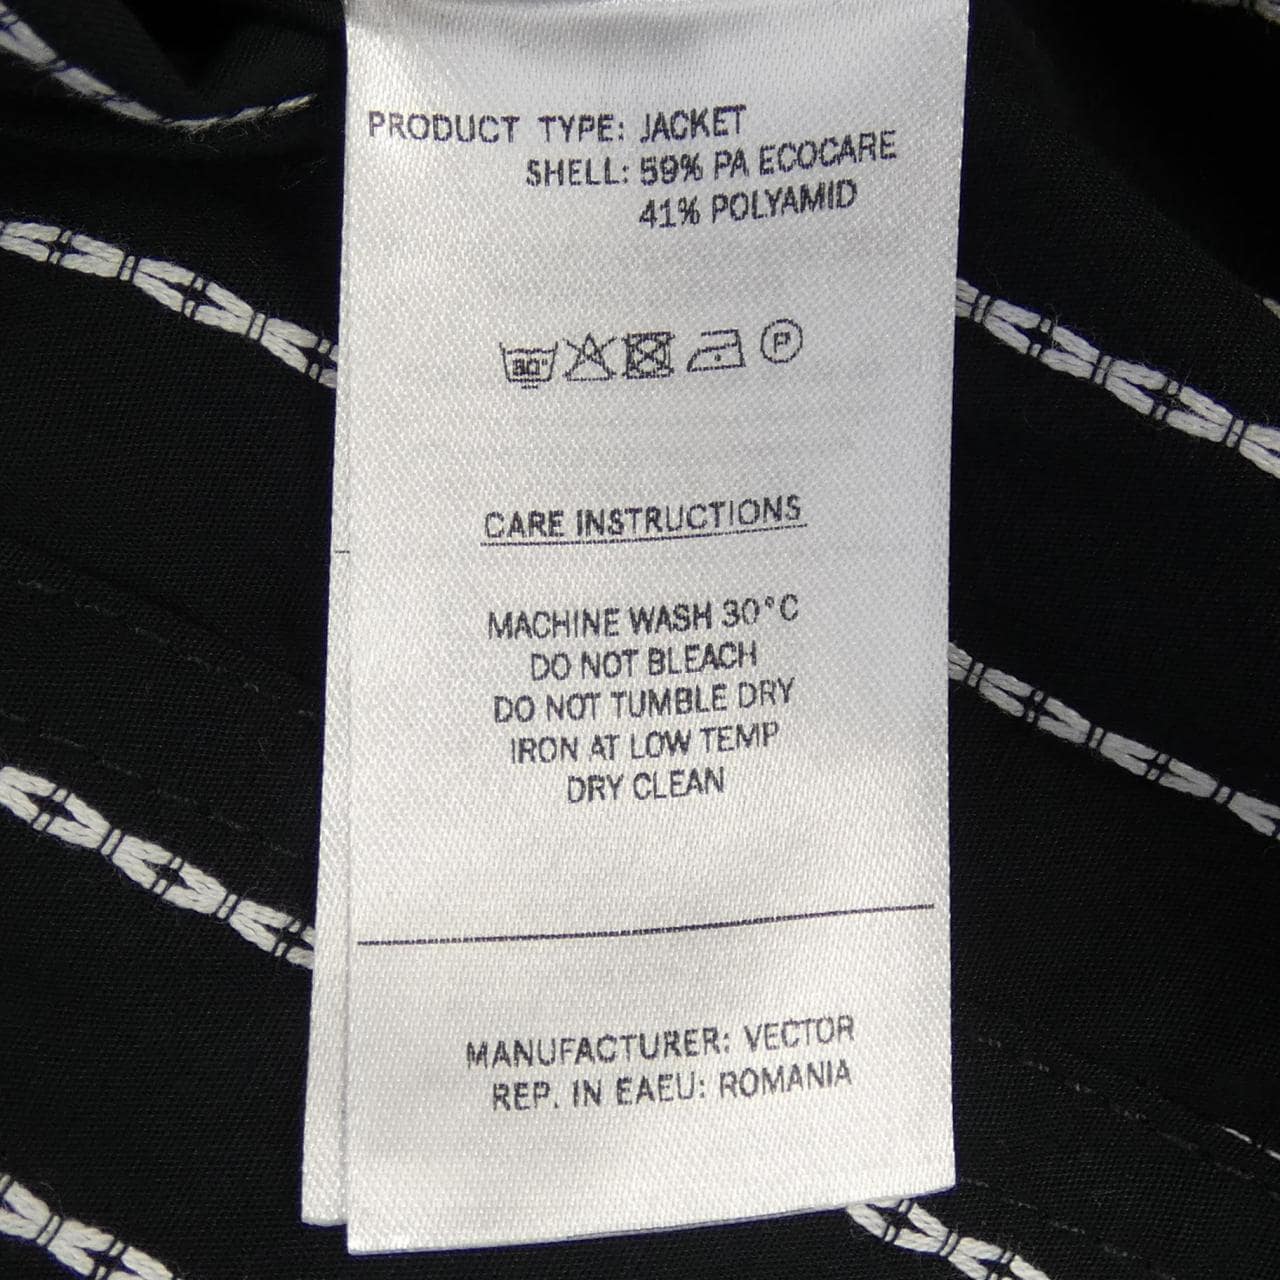 PRODUCT TYPE: JACKET
SHELL: 59% PA ECOCARE
41% POLYAMID
30°
P
CARE INSTRUCTIONS
MACHINE WASH 30°C
DO NOT BLEACH
DO NOT TUMBLE DRY
IRON AT LOW TEMP
DRY CLEAN
MANUFACTURER: VECTOR
REP. IN EAEU: ROMANIA